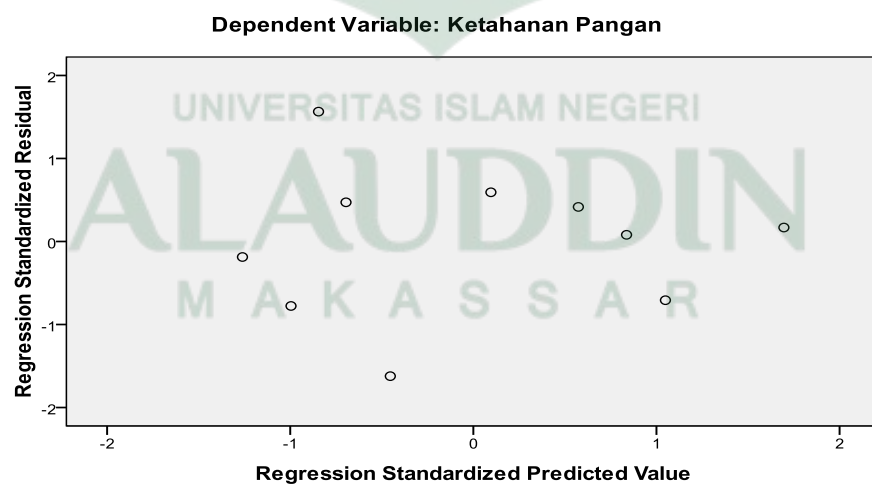 Dependent Variable: Ketahanan Pangan
UNIVERSITAS ISLAM NEGERI
ALAUDDIN
MAKASSAR
Regression Standardized Residual
2
1
0
-1
-2
-2
-1
0
1
2
Regression Standardized Predicted Value